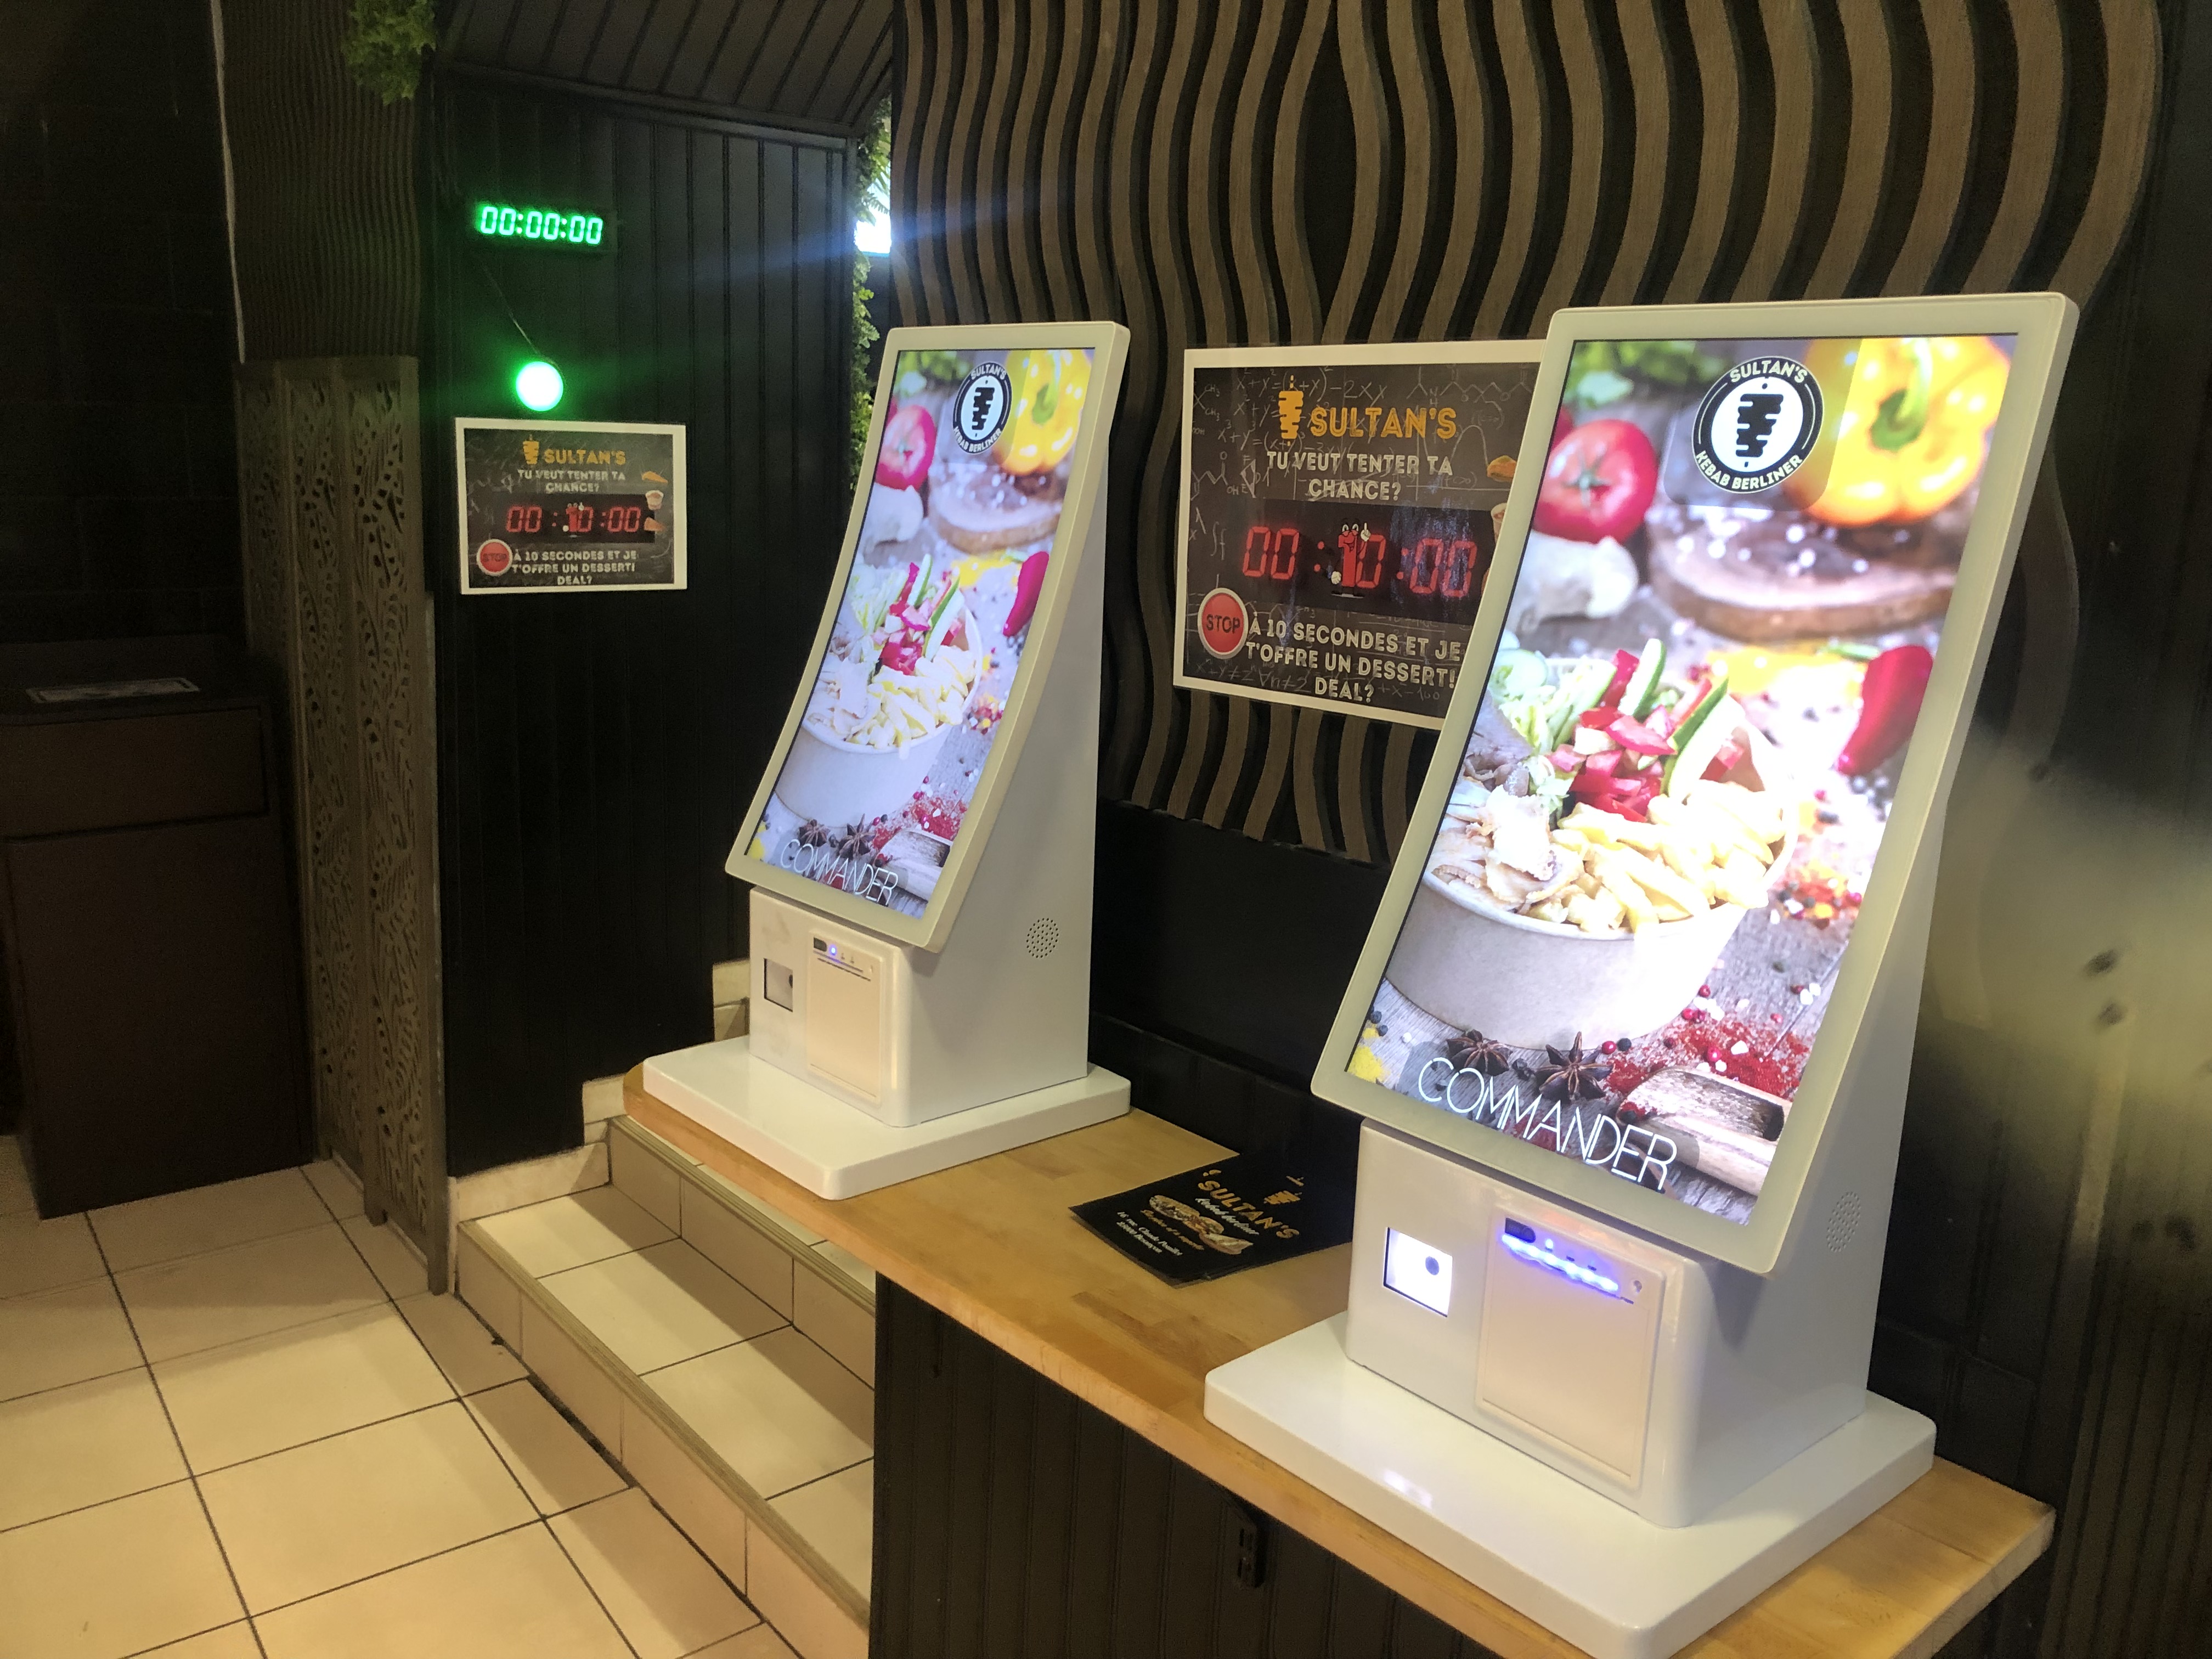 00:00:00
SULTAN'S
TU VEUT TENTER TA
CHANCE?
00:10:00
STOP
À 10 SECONDES ET JE
T'OFFRE UN DESSERT!
DEAL?
SULTAN'S
KEBAB BERLINER
COMMANDER
SULTAN'S
TU VEUT TENTER TA
CHANCE?
00:10:00
STOP
À 10 SECONDES ET JE
T'OFFRE UN DESSERT!
DEAL?
SULTAN'S
KEBAB BERLINER
COMMANDER
SULTAN'S
kebab berliner